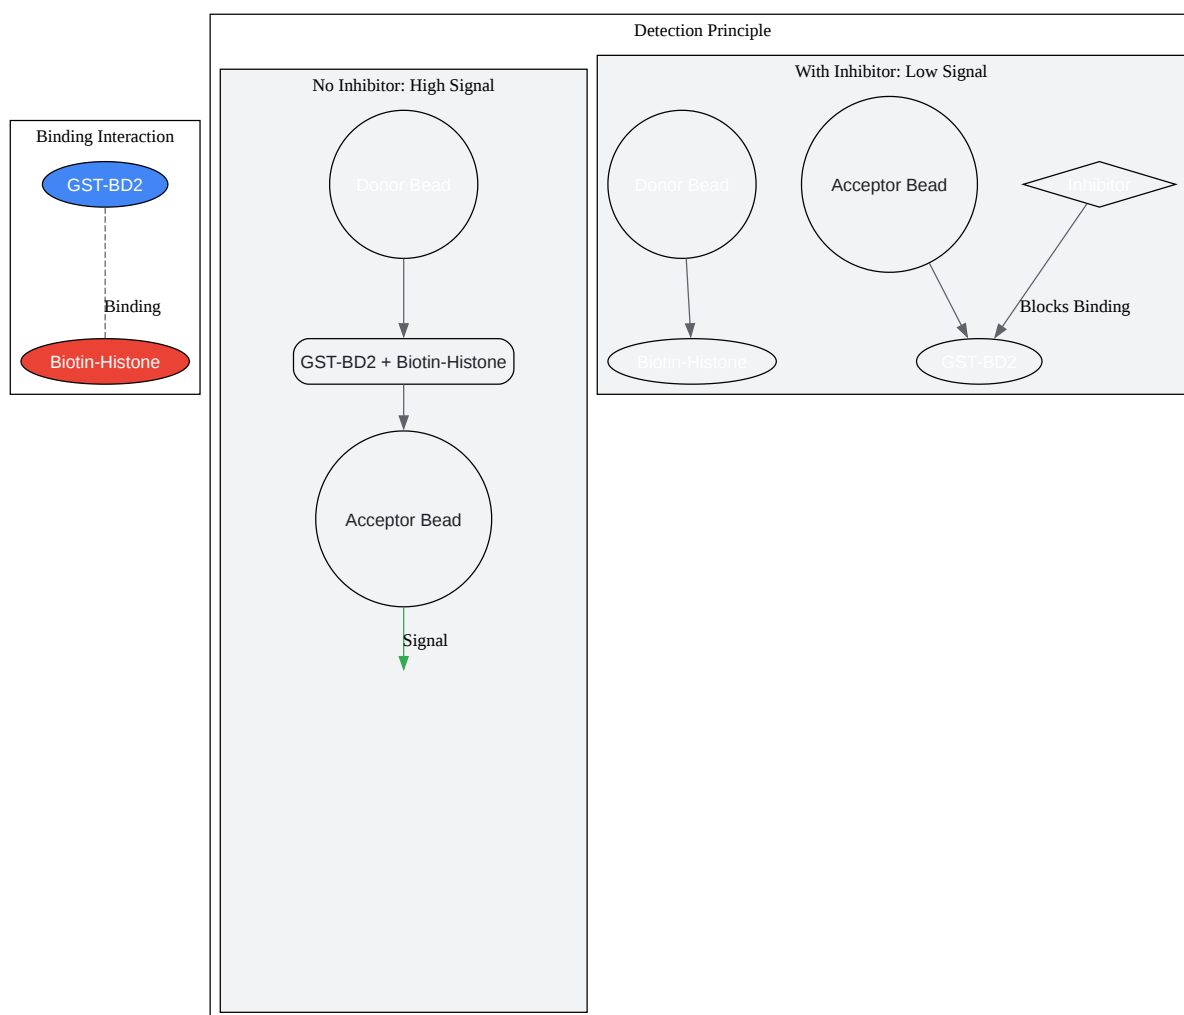 Detection Principle
Binding Interaction
GST-BD2
Binding
Biotin-Histone
No Inhibitor: High Signal
Donor Bead
GST-BD2 + Biotin-Histone
Acceptor Bead
Signal
With Inhibitor: Low Signal
Donor Bead
Acceptor Bead
Inhibitor
Blocks Binding
Biotin-Histone
GST-BD2